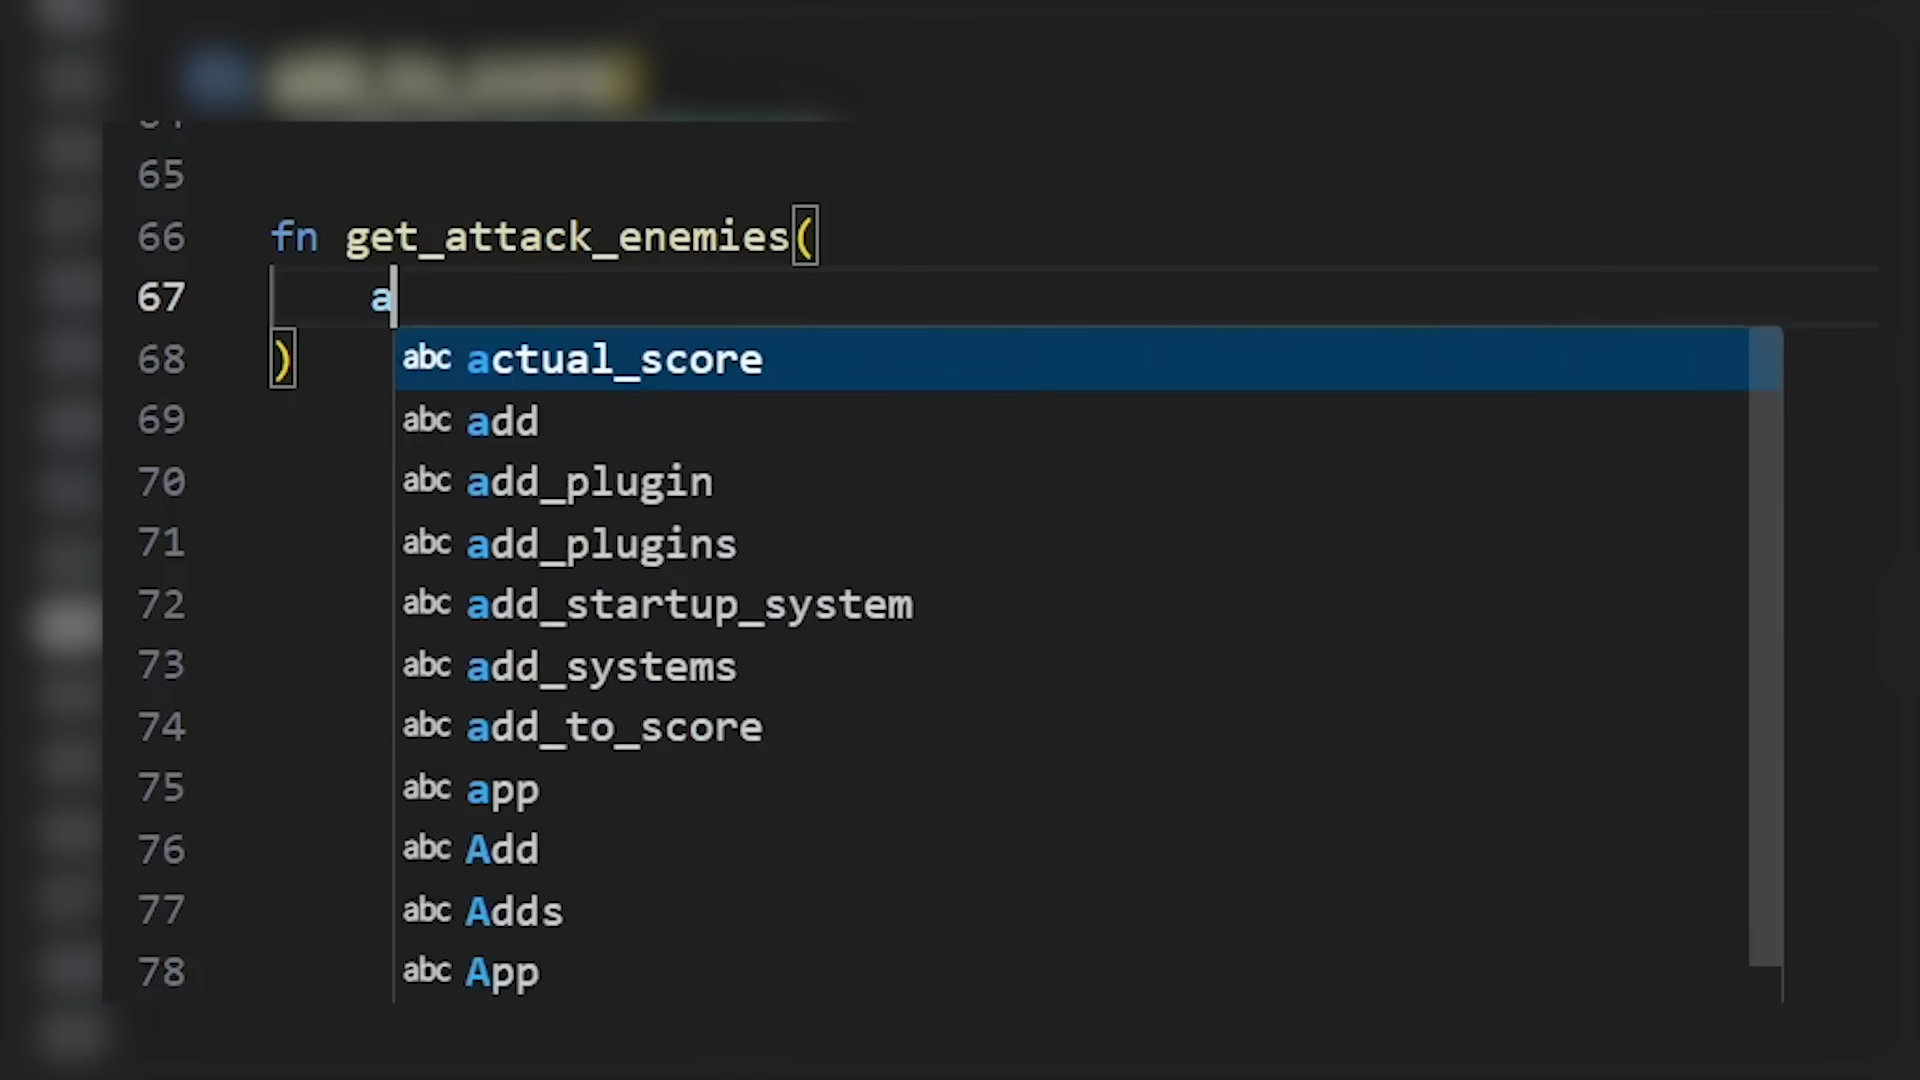 65
66 fn get_attack_enemies(
67 a
68 )
abc actual_score
69
abc add
70
abc add_plugin
71
abc add_plugins
72
abc add_startup_system
73
abc add_systems
74
abc add_to_score
75
abc app
76
abc Add
77
abc Adds
78
abc App